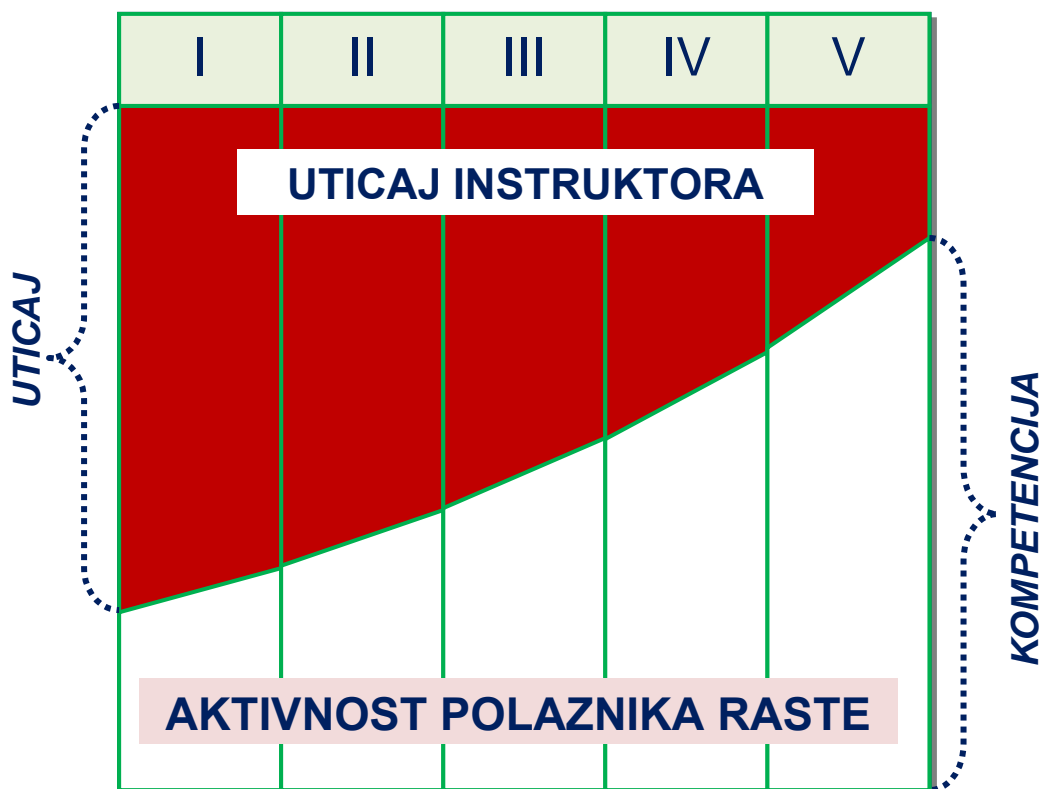 I II III IV V
UTICAJ INSTRUKTORA
UTICAJ
KOMPETENCIJA
AKTIVNOST POLAZNIKA RASTE